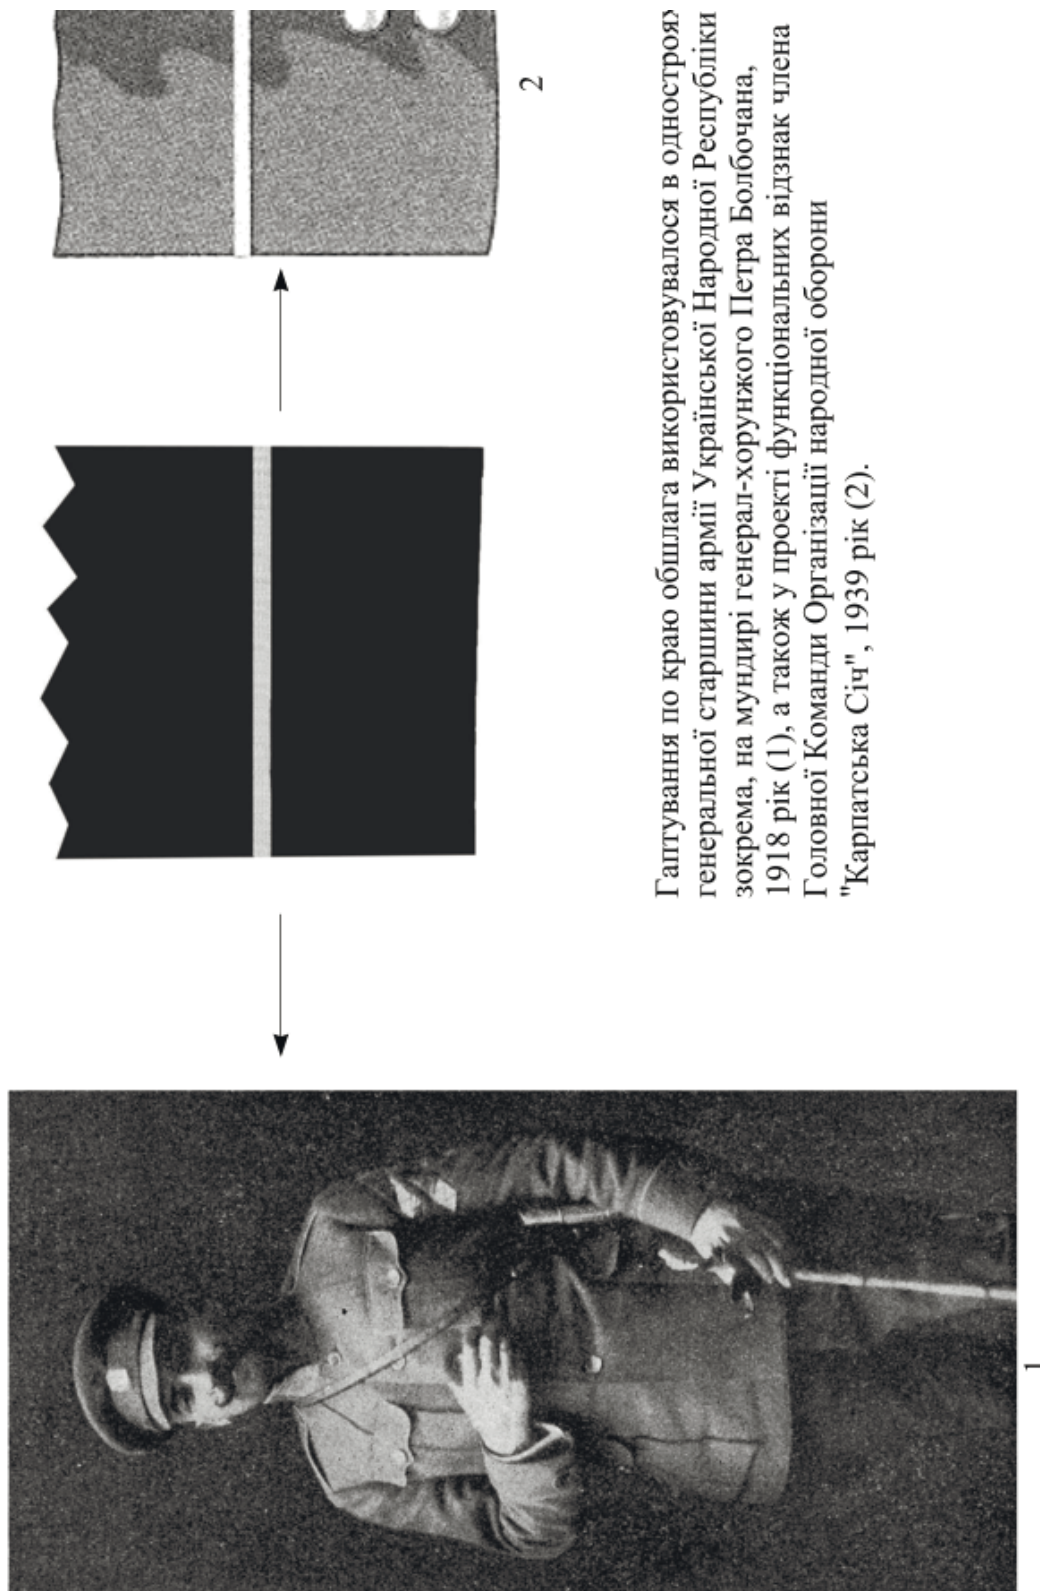 1
2
Гаптування по краю обшлага використовувалося в однострояx
генеральної старшини армії Української Народної Республіки
зокрема, на мундирі генерал-хорунжого Петра Болбочана,
1918 рік (1), а також у проекті функціональних відзнак члена
Головної Команди Організації народної оборони
"Карпатська Січ", 1939 рік (2).